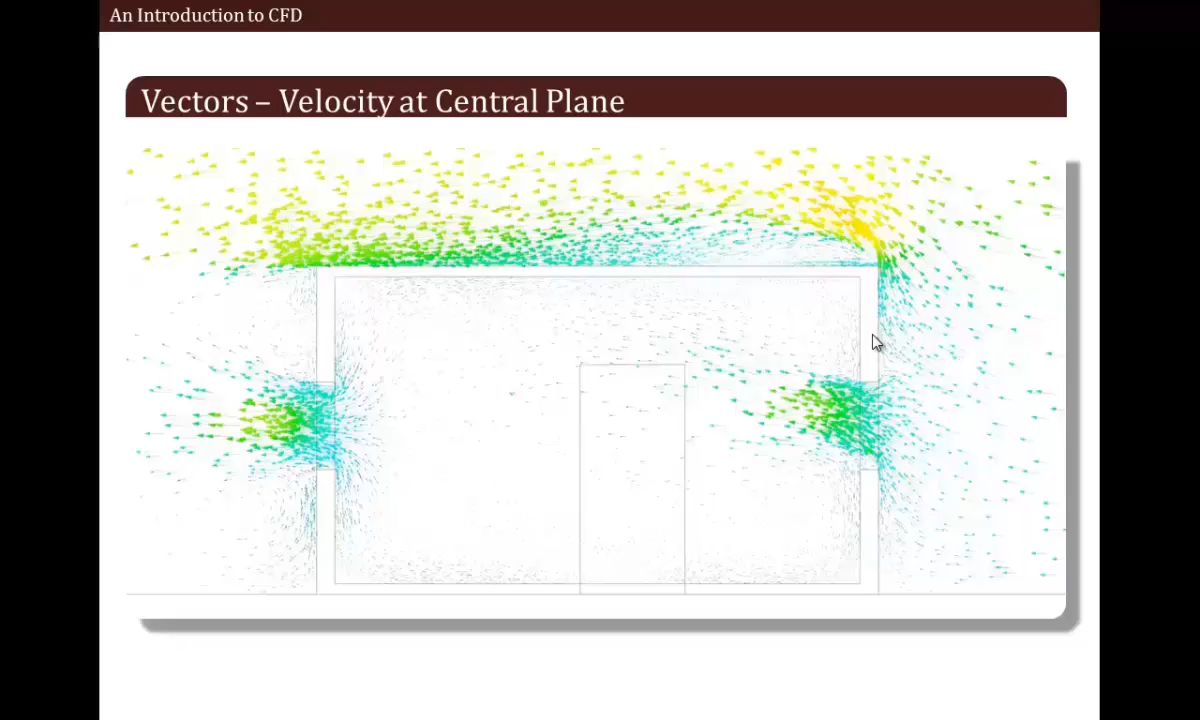 An Introduction to CFD
Vectors – Velocity at Central Plane